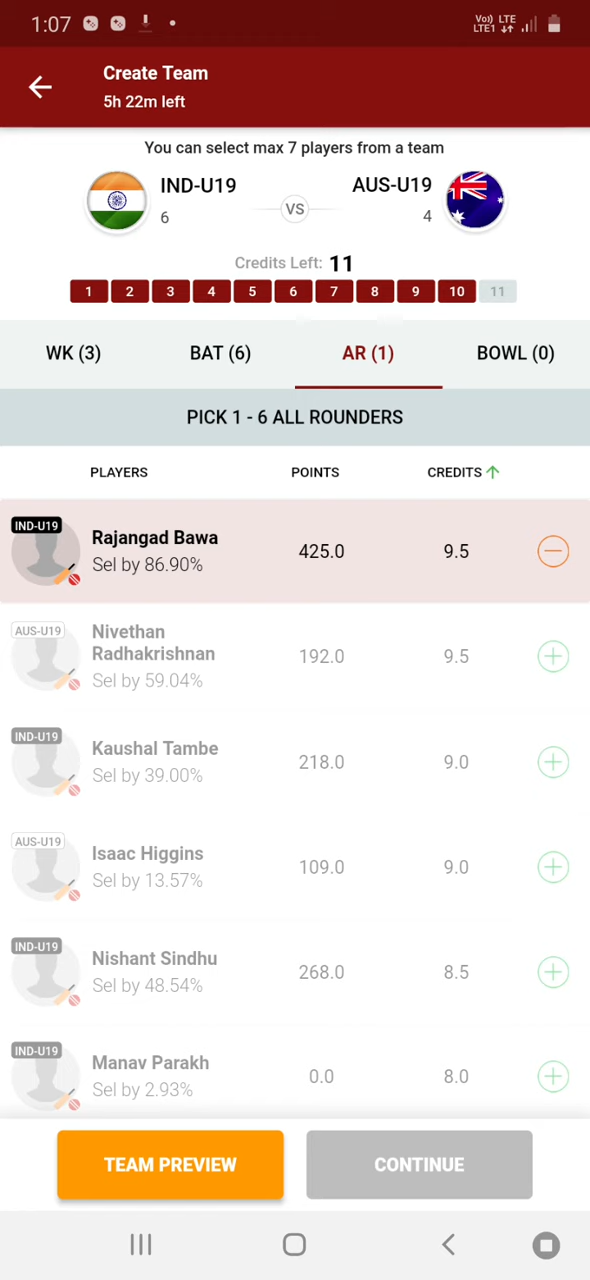 1:07
Vo)) LTE
LTE1
Create Team
5h 22m left
You can select max 7 players from a team
IND-U19
6
VS
AUS-U19
4
Credits Left: 11
1 2 3 4 5 6 7 8 9 10 11
WK (3) BAT (6) AR (1) BOWL (0)
PICK 1 - 6 ALL ROUNDERS
PLAYERS POINTS CREDITS
IND-U19
Rajangad Bawa
Sel by 86.90%
425.0 9.5
AUS-U19
Nivethan
Radhakrishnan
Sel by 59.04%
192.0 9.5
IND-U19
Kaushal Tambe
Sel by 39.00%
218.0 9.0
AUS-U19
Isaac Higgins
Sel by 13.57%
109.0 9.0
IND-U19
Nishant Sindhu
Sel by 48.54%
268.0 8.5
IND-U19
Manav Parakh
Sel by 2.93%
0.0 8.0
TEAM PREVIEW CONTINUE